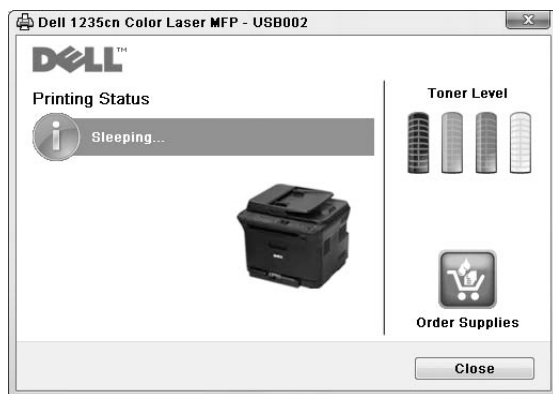 Dell 1235cn Color Laser MFP - USB002
DELL™
Printing Status
Sleeping...
Toner Level
Order Supplies
Close